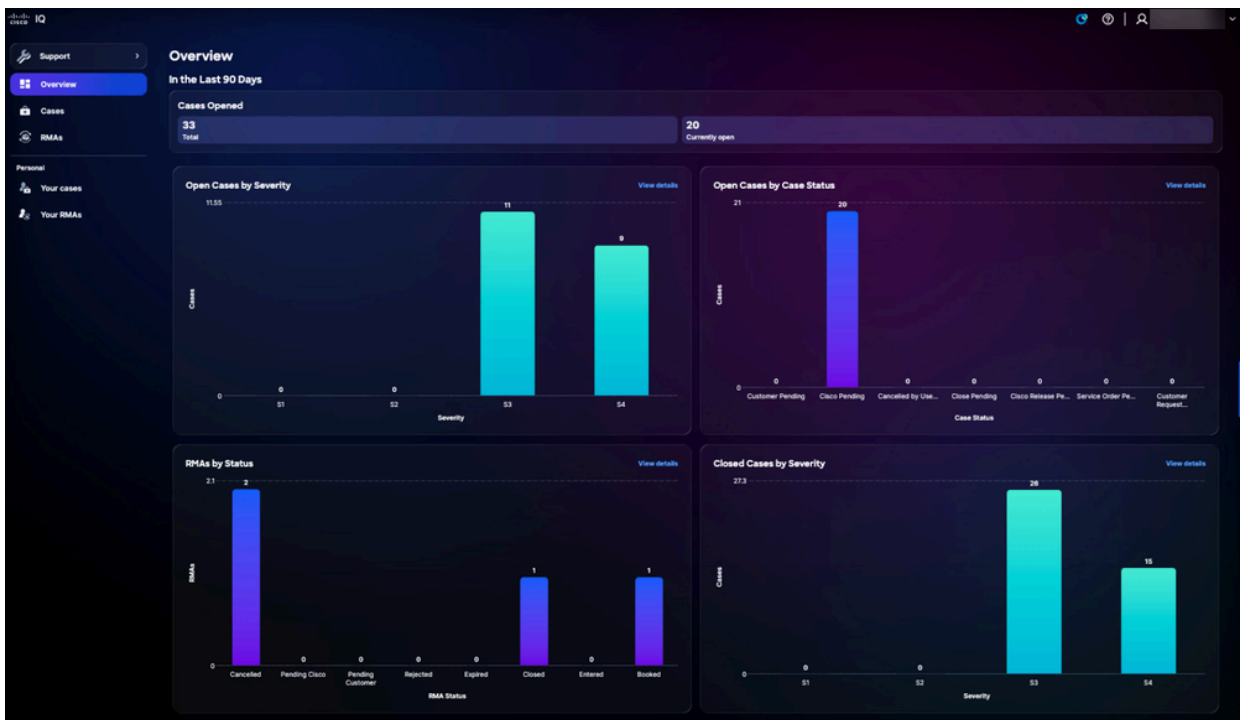 CISCO IQ
Support
Overview
Cases
RMAs
Personal
Your cases
Your RMAs
Overview
In the Last 90 Days
Cases Opened
33
Total
20
Currently open
Open Cases by Severity
View details
11.55
11
9
Cases
0
0
0
S1
S2
S3
S4
Severity
Open Cases by Case Status
View details
21
20
Cases
0
0
0
0
0
0
0
Customer Pending
Cisco Pending
Cancelled by Use...
Close Pending
Cisco Release Pe...
Service Order Pe...
Customer
Request...
Case Status
RMAs by Status
View details
2.1
2
RMAs
1
1
0
0
0
0
0
0
Cancelled
Pending Cisco
Pending
Customer
Rejected
Expired
Closed
Entered
Booked
RMA Status
Closed Cases by Severity
View details
27.3
26
15
Cases
0
0
0
S1
S2
S3
S4
Severity